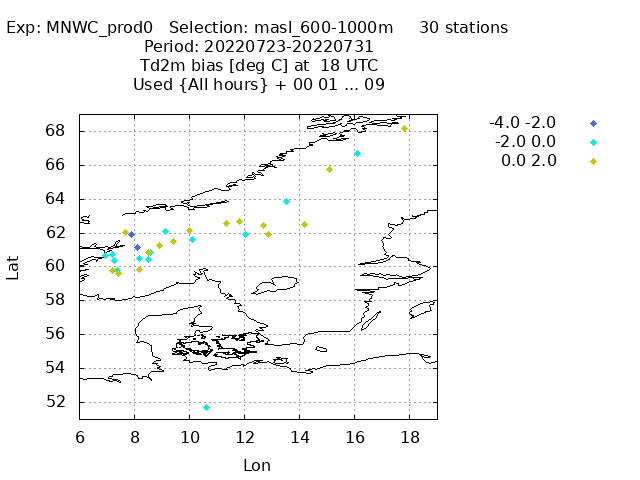 Exp: MNWC_prod0   Selection: masl_600-1000m     30 stations
Period: 20220723-20220731
Td2m bias [deg C] at  18 UTC
Used {All hours} + 00 01 ... 09
-4.0 -2.0
-2.0 0.0
0.0 2.0
68
66
64
62
60
58
56
54
52
Lat
6 8 10 12 14 16 18
Lon